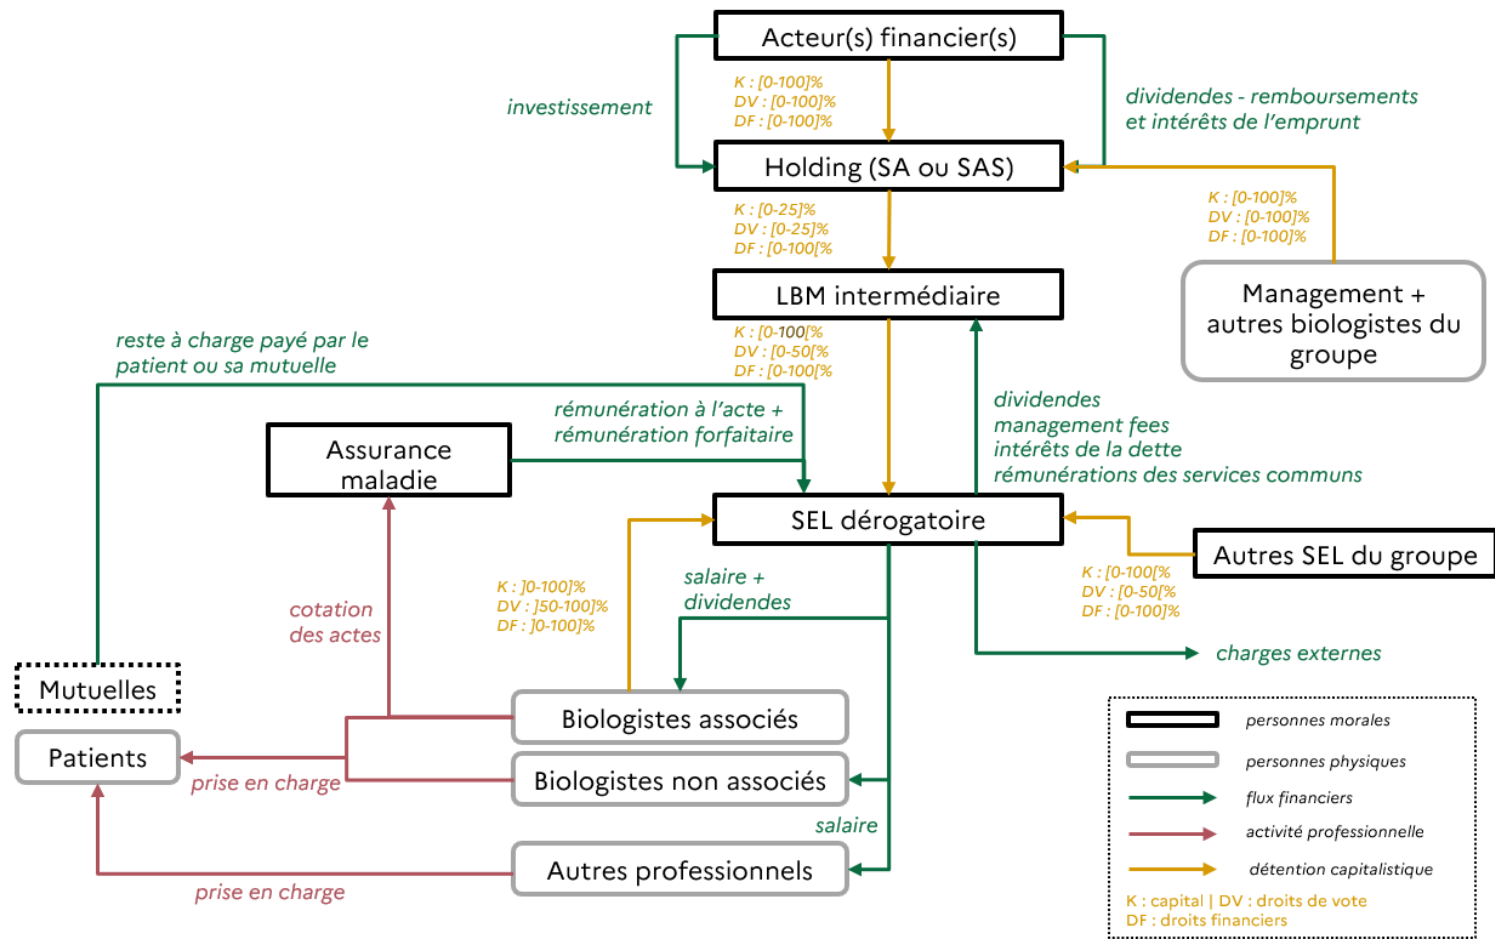 Acteur(s) financier(s)
K : [0-100]%
DV : [0-100]%
DF : [0-100]%
investissement
dividendes - remboursements
et intérêts de l'emprunt
Holding (SA ou SAS)
K : [0-25]%
DV : [0-25]%
DF : [0-100[%
K : [0-100]%
DV : [0-100]%
DF : [0-100]%
LBM intermédiaire
Management +
autres biologistes du
groupe
K : [0-100[%
DV : [0-50[%
DF : [0-100[%
reste à charge payé par le
patient ou sa mutuelle
rémunération à l'acte +
rémunération forfaitaire
dividendes
management fees
intérêts de la dette
rémunérations des services communs
Assurance
maladie
SEL dérogatoire
Autres SEL du groupe
K : [0-100[%
DV : [0-50[%
DF : [0-100]%
K : ]0-100]%
DV : ]50-100]%
DF : ]0-100]%
salaire +
dividendes
cotation
des actes
charges externes
Mutuelles
Patients
Biologistes associés
Biologistes non associés
prise en charge
salaire
Autres professionnels
prise en charge
personnes morales
personnes physiques
flux financiers
activité professionnelle
détention capitalistique
K : capital | DV : droits de vote
DF : droits financiers